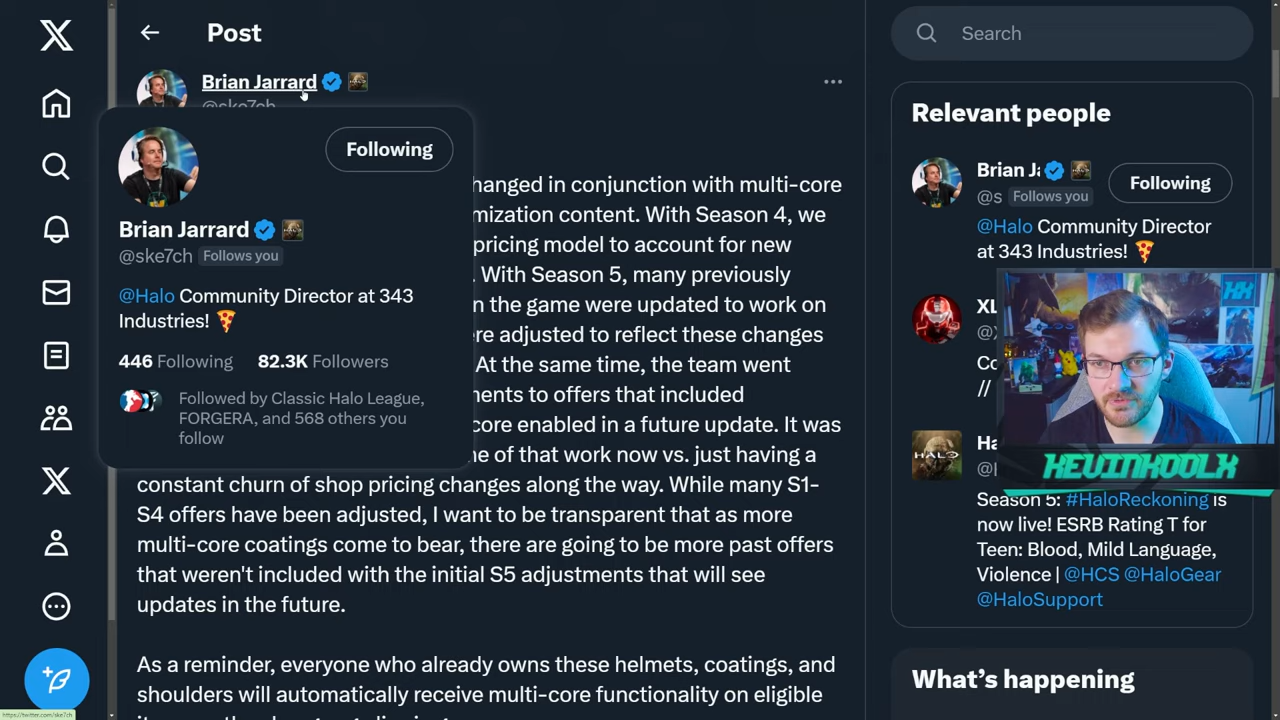 Post
Brian Jarrard
@ske7ch
Following
Brian Jarrard
@ske7ch Follows you
@Halo Community Director at 343
Industries!
446 Following 82.3K Followers
Followed by Classic Halo League,
FORGERA, and 568 others you
follow
hanged in conjunction with multi-core
mization content. With Season 4, we
pricing model to account for new
. With Season 5, many previously
n the game were updated to work on
re adjusted to reflect these changes
At the same time, the team went
ments to offers that included
core enabled in a future update. It was
ne of that work now vs. just having a
constant churn of shop pricing changes along the way. While many S1-
S4 offers have been adjusted, I want to be transparent that as more
multi-core coatings come to bear, there are going to be more past offers
that weren't included with the initial S5 adjustments that will see
updates in the future.
As a reminder, everyone who already owns these helmets, coatings, and
shoulders will automatically receive multi-core functionality on eligible
Search
Relevant people
Brian Ja
@s Follows you
Following
@Halo Community Director
at 343 Industries!
XL
Co
//
HALO
Ha
KEVINKOOLX
Season 5: #HaloReckoning is
now live! ESRB Rating T for
Teen: Blood, Mild Language,
Violence | @HCS @HaloGear
@HaloSupport
What's happening
https://twitter.com/ske7ch